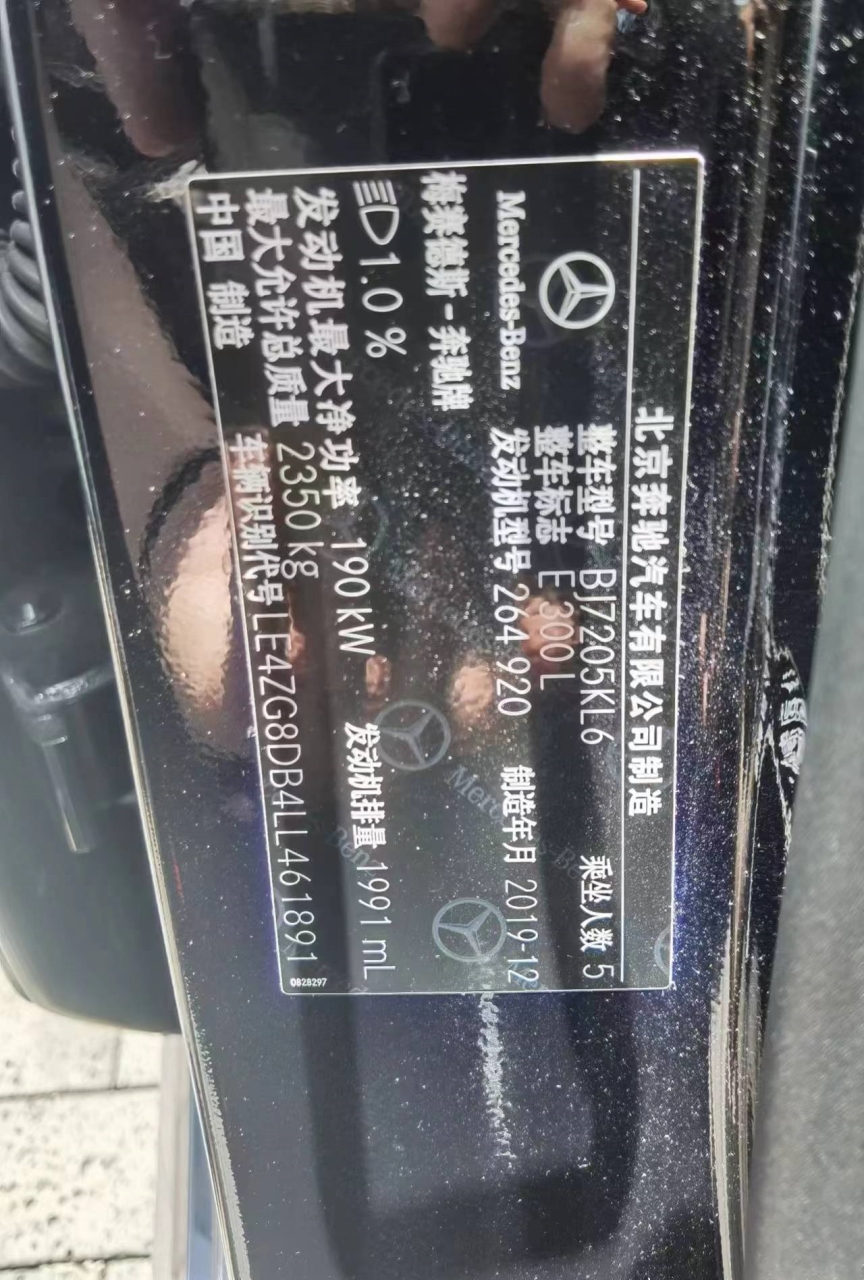 北京奔驰汽车有限公司制造
整车型号 BJ7205KL6 乘坐人数 5
整车标志 E 300 L
Mercedes-Benz 发动机型号 264 920 制造年月 2019-12
梅赛德斯-奔驰牌
1.0 % 发动机排量 1991 mL
发动机最大净功率 190 kW
最大允许总质量 2350 kg
中国 制造 车辆识别代号 LE4ZG8DB4LL461891
0828297